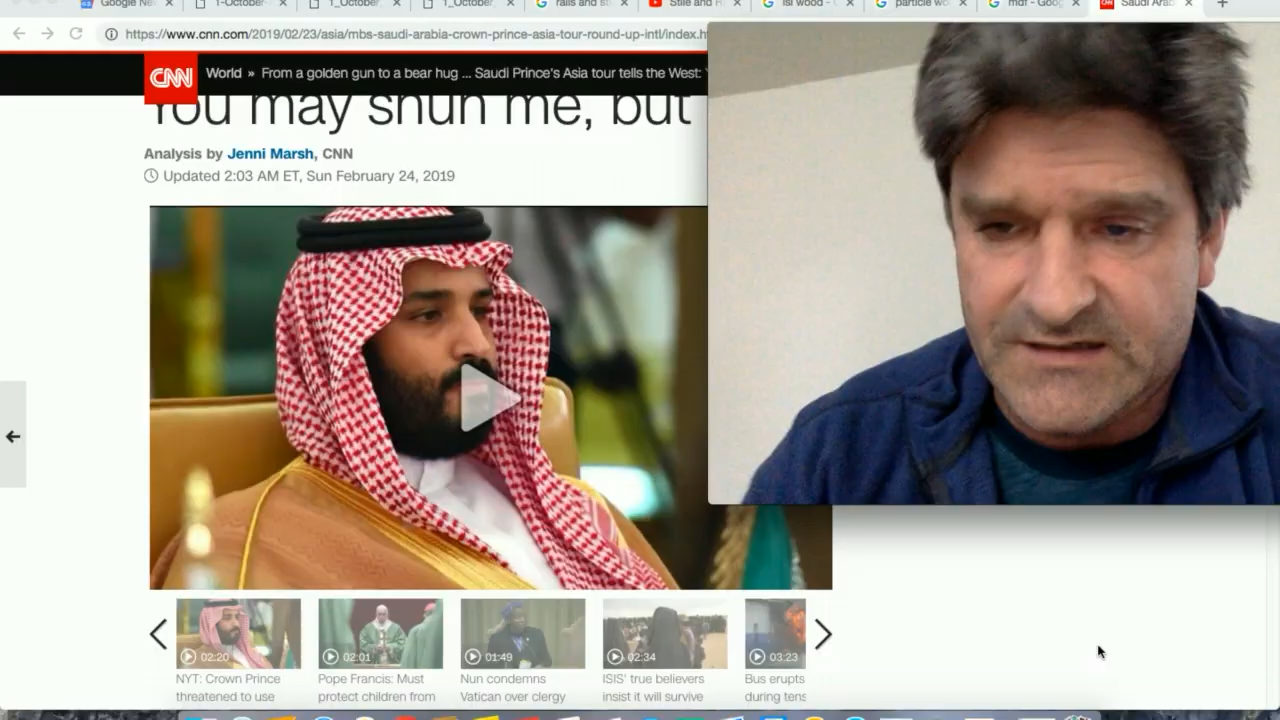 Google Ne
1-October-
1_October
1_October
rails and st
Stile and R
lsl wood -
particle wo
mdf - Goog
Saudi Arab
https://www.cnn.com/2019/02/23/asia/mbs-saudi-arabia-crown-prince-asia-tour-round-up-intl/index.h
CNN World » From a golden gun to a bear hug ... Saudi Prince's Asia tour tells the West:
You may shun me, but
Analysis by Jenni Marsh, CNN
Updated 2:03 AM ET, Sun February 24, 2019
02:20
02:01
01:49
02:34
03:23
NYT: Crown Prince
threatened to use
Pope Francis: Must
protect children from
Nun condemns
Vatican over clergy
ISIS' true believers
insist it will survive
Bus erupts
during tens